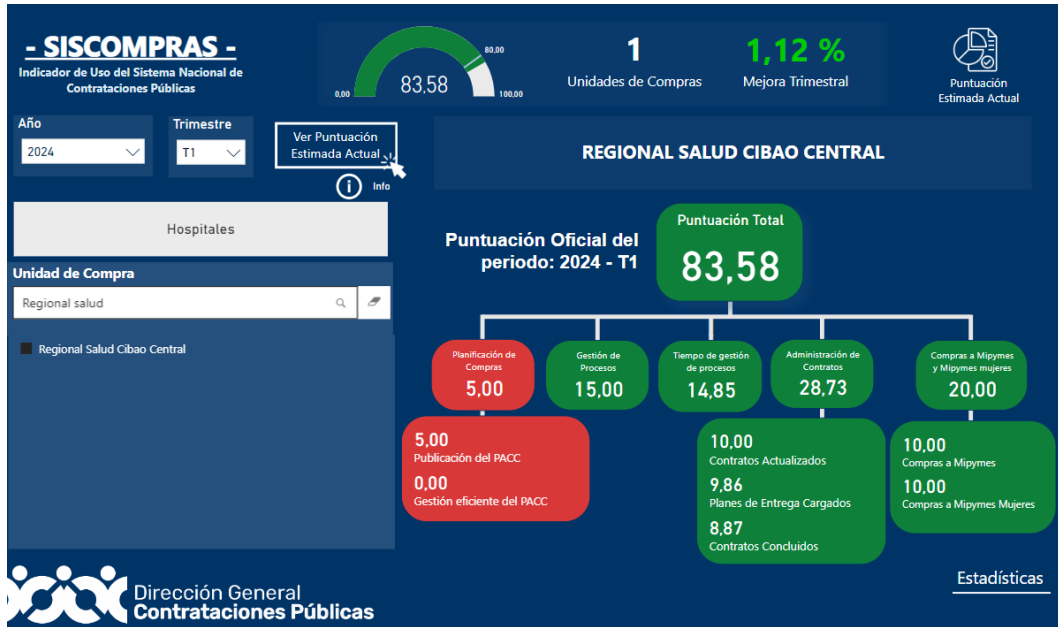 - SISCOMPRAS -
Indicador de Uso del Sistema Nacional de
Contrataciones Públicas
80,00
83,58
0,00
100,00
1
Unidades de Compras
1,12 %
Mejora Trimestral
Puntuación
Estimada Actual
Año
2024
Trimestre
T1
Ver Puntuación
Estimada Actual
i Info
REGIONAL SALUD CIBAO CENTRAL
Hospitales
Unidad de Compra
Regional salud
Regional Salud Cibao Central
Puntuación Oficial del
periodo: 2024 - T1
Puntuación Total
83,58
Planificación de
Compras
5,00
Gestión de
Procesos
15,00
Tiempo de gestión
de procesos
14,85
Administración de
Contratos
28,73
Compras a Mipymes
y Mipymes mujeres
20,00
5,00
Publicación del PACC
0,00
Gestión eficiente del PACC
10,00
Contratos Actualizados
9,86
Planes de Entrega Cargados
8,87
Contratos Concluidos
10,00
Compras a Mipymes
10,00
Compras a Mipymes Mujeres
Dirección General
Contrataciones Públicas
Estadísticas